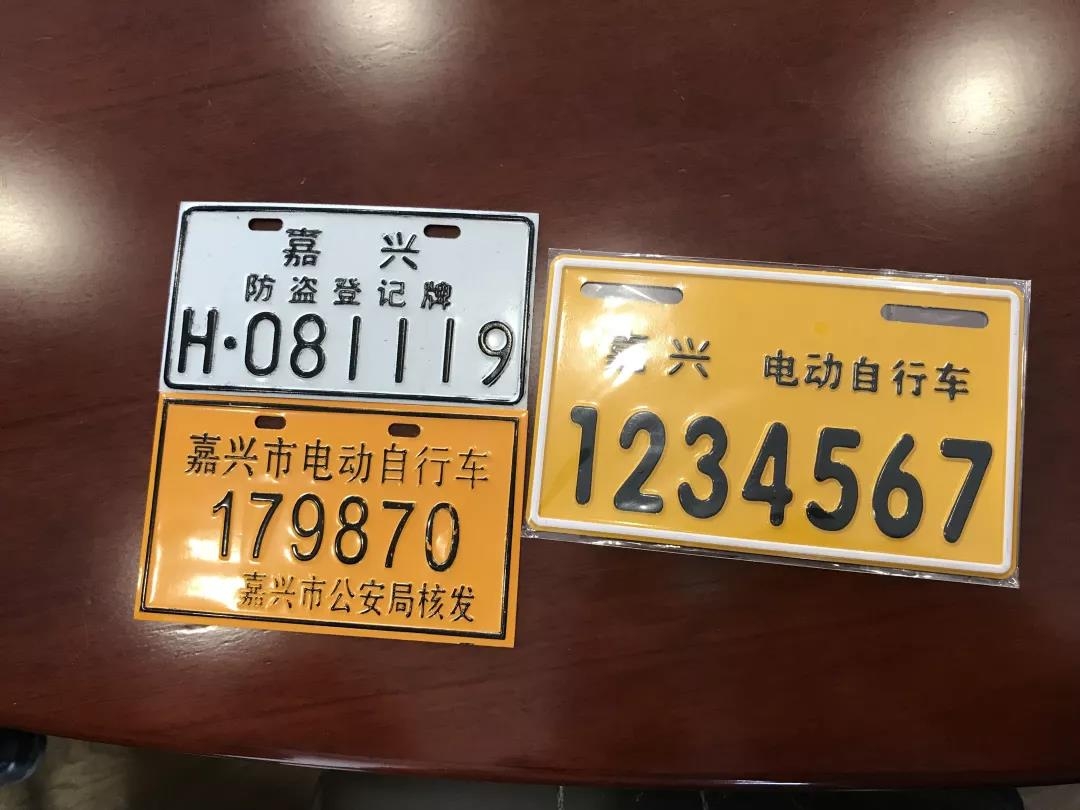 嘉 兴
防盗登记牌
H·081119
嘉兴市电动自行车
179870
嘉兴市公安局核发
嘉兴 电动自行车
1234567